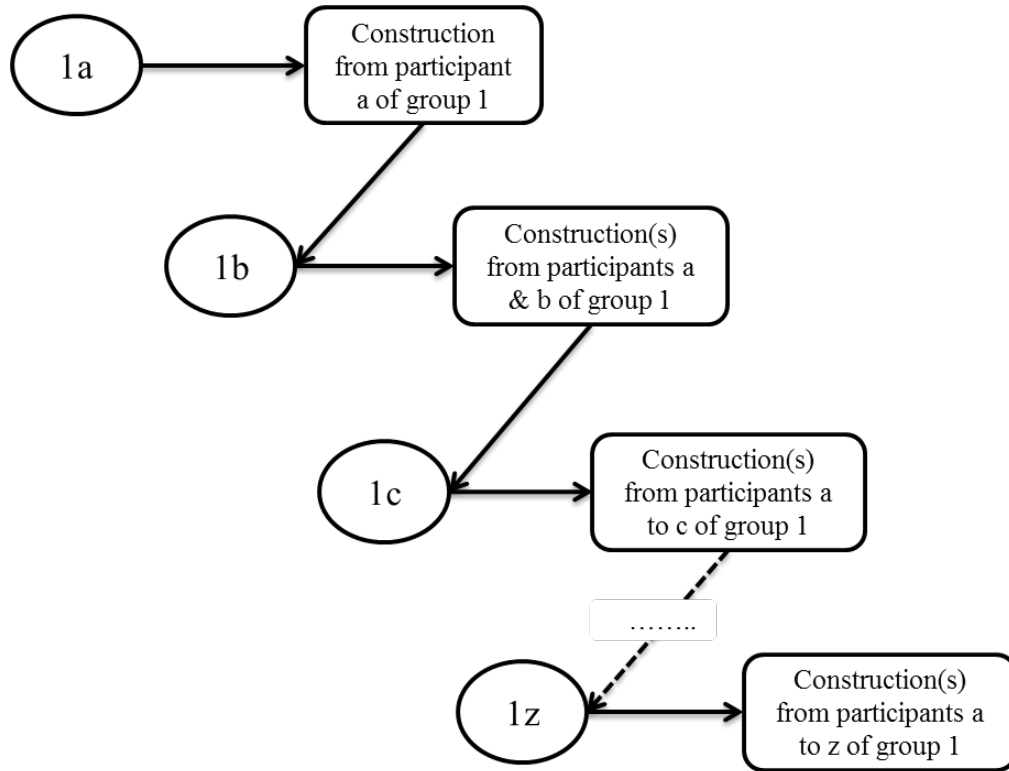 1a
Construction
from participant
a of group 1
1b
Construction(s)
from participants a
& b of group 1
1c
Construction(s)
from participants a
to c of group 1
……..
1z
Construction(s)
from participants a
to z of group 1